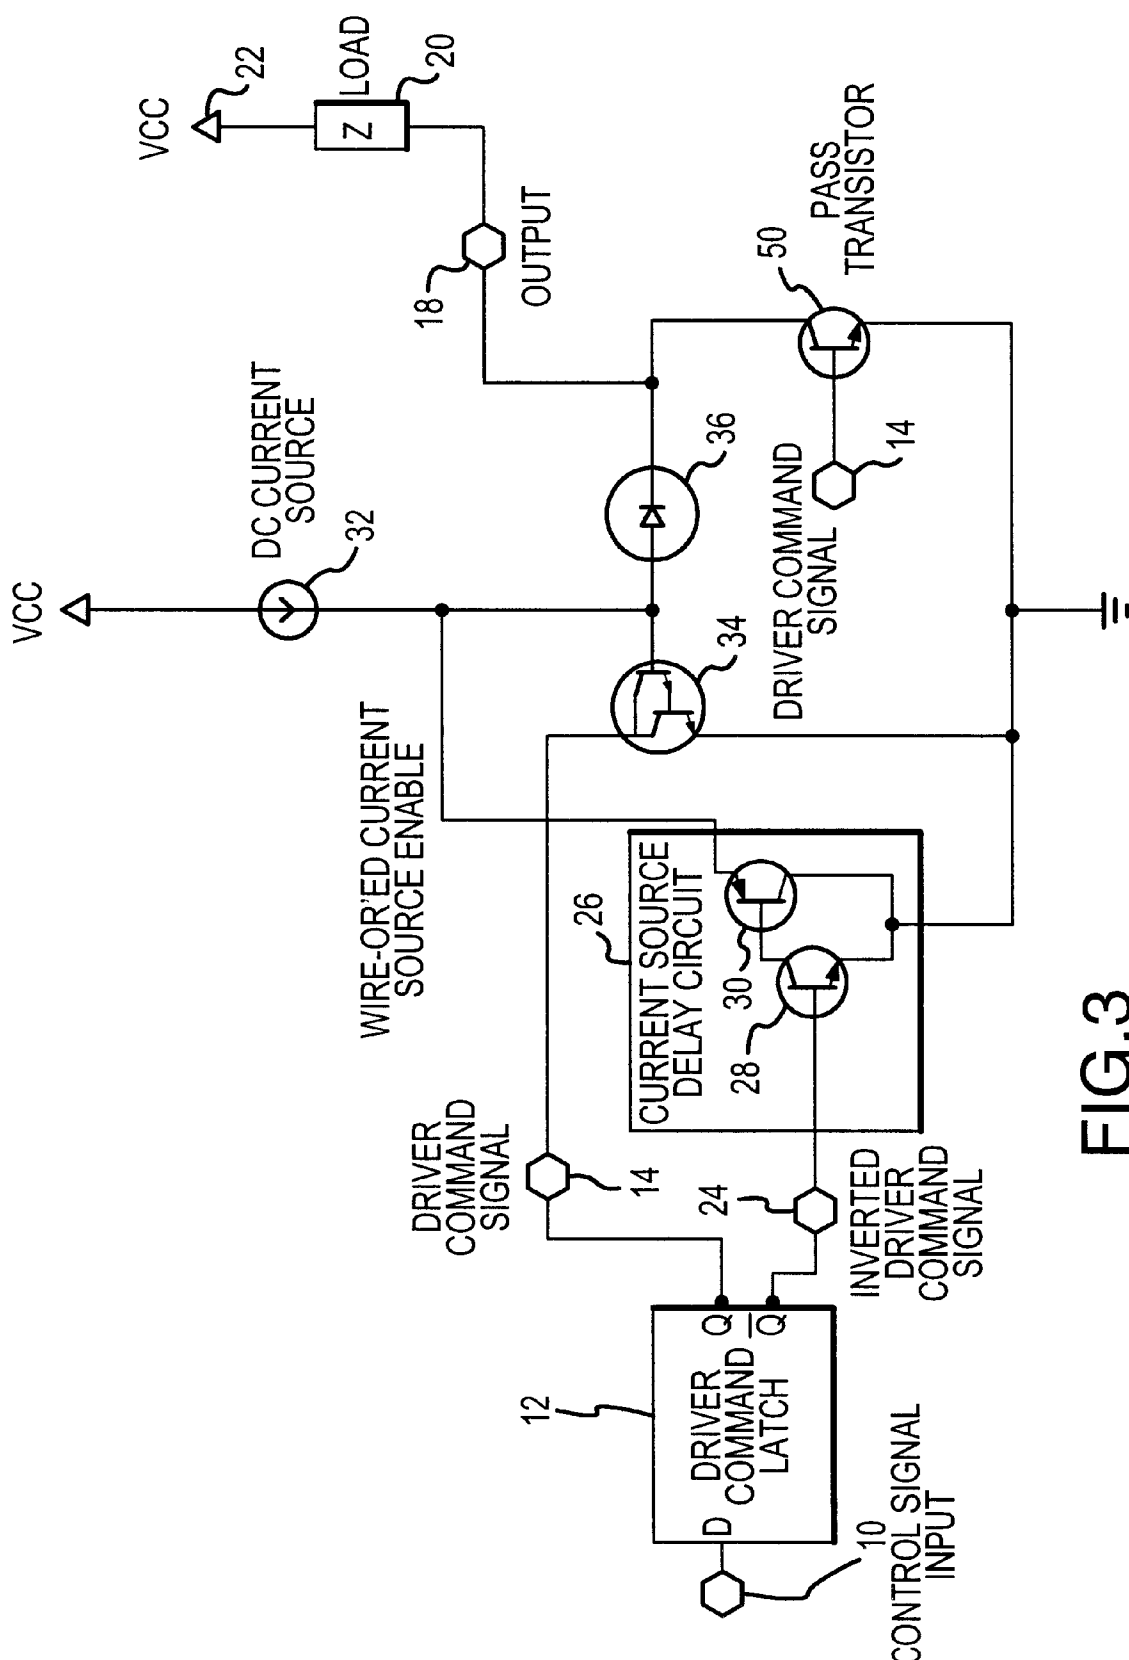 VCC
22
Z
LOAD
20
VCC
DC CURRENT
SOURCE
32
18
OUTPUT
WIRE-OR'ED CURRENT
SOURCE ENABLE
34
36
50
PASS
TRANSISTOR
DRIVER COMMAND
SIGNAL
14
DRIVER
COMMAND
SIGNAL
14
26
CURRENT SOURCE
DELAY CIRCUIT
30
28
24
INVERTED
DRIVER
COMMAND
SIGNAL
12
D
DRIVER
COMMAND
LATCH
Q
Q̅
10
CONTROL SIGNAL
INPUT
FIG.3